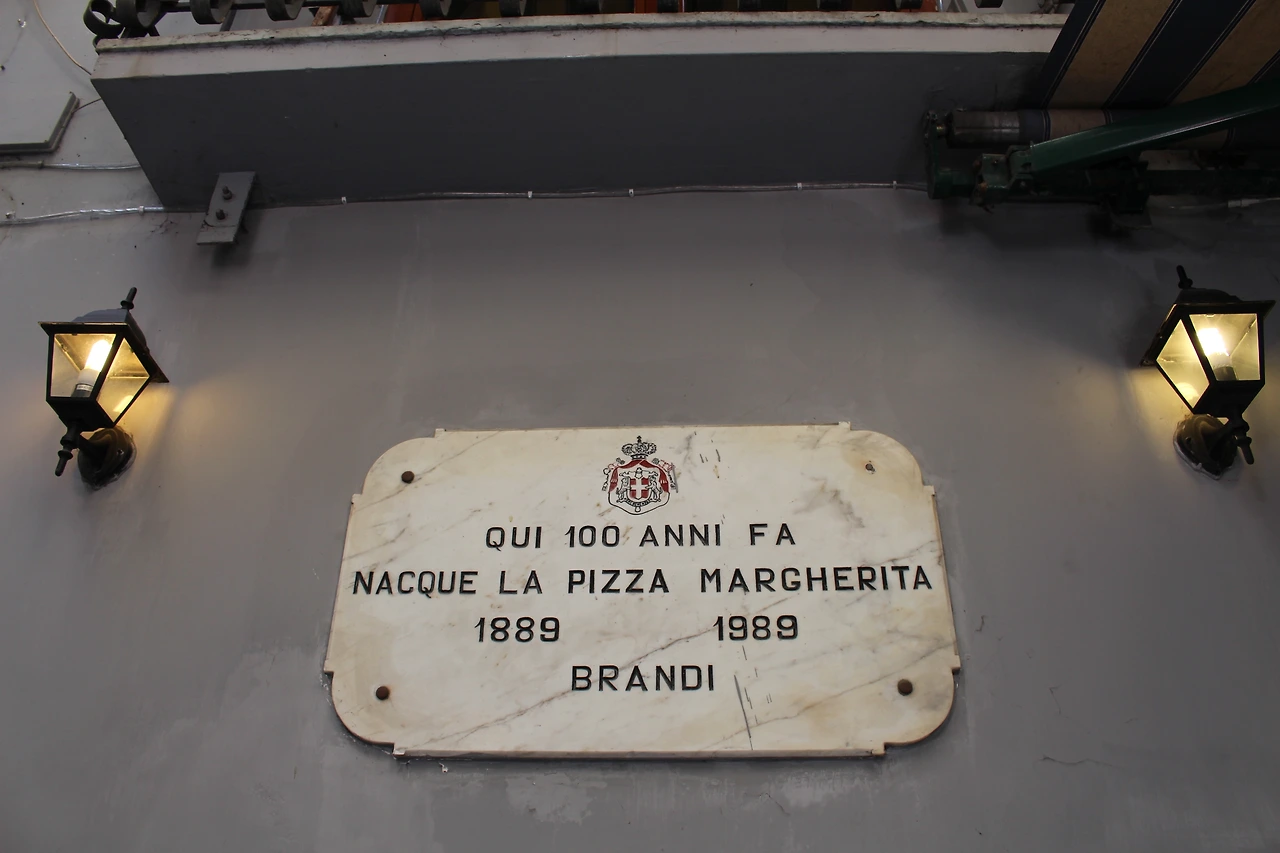 QUI 100 ANNI FA
NACQUE LA PIZZA MARGHERITA
1889 1989
BRANDI